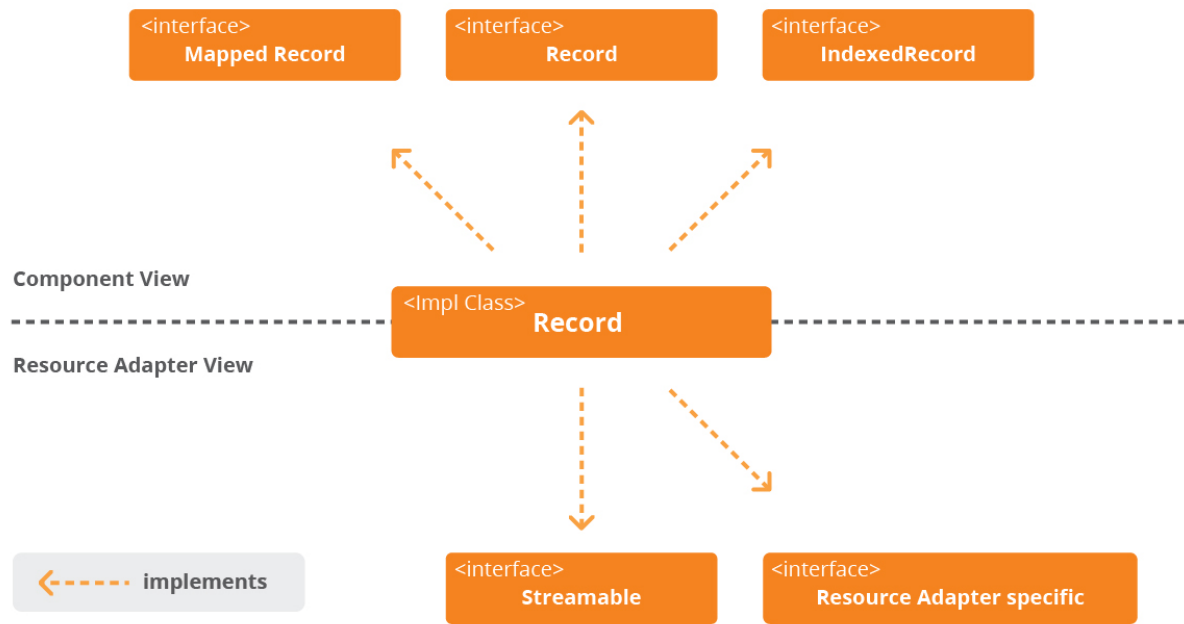 <interface>
Mapped Record
<interface>
Record
<interface>
IndexedRecord
Component View
<Impl Class>
Record
Resource Adapter View
implements
<interface>
Streamable
<interface>
Resource Adapter specific